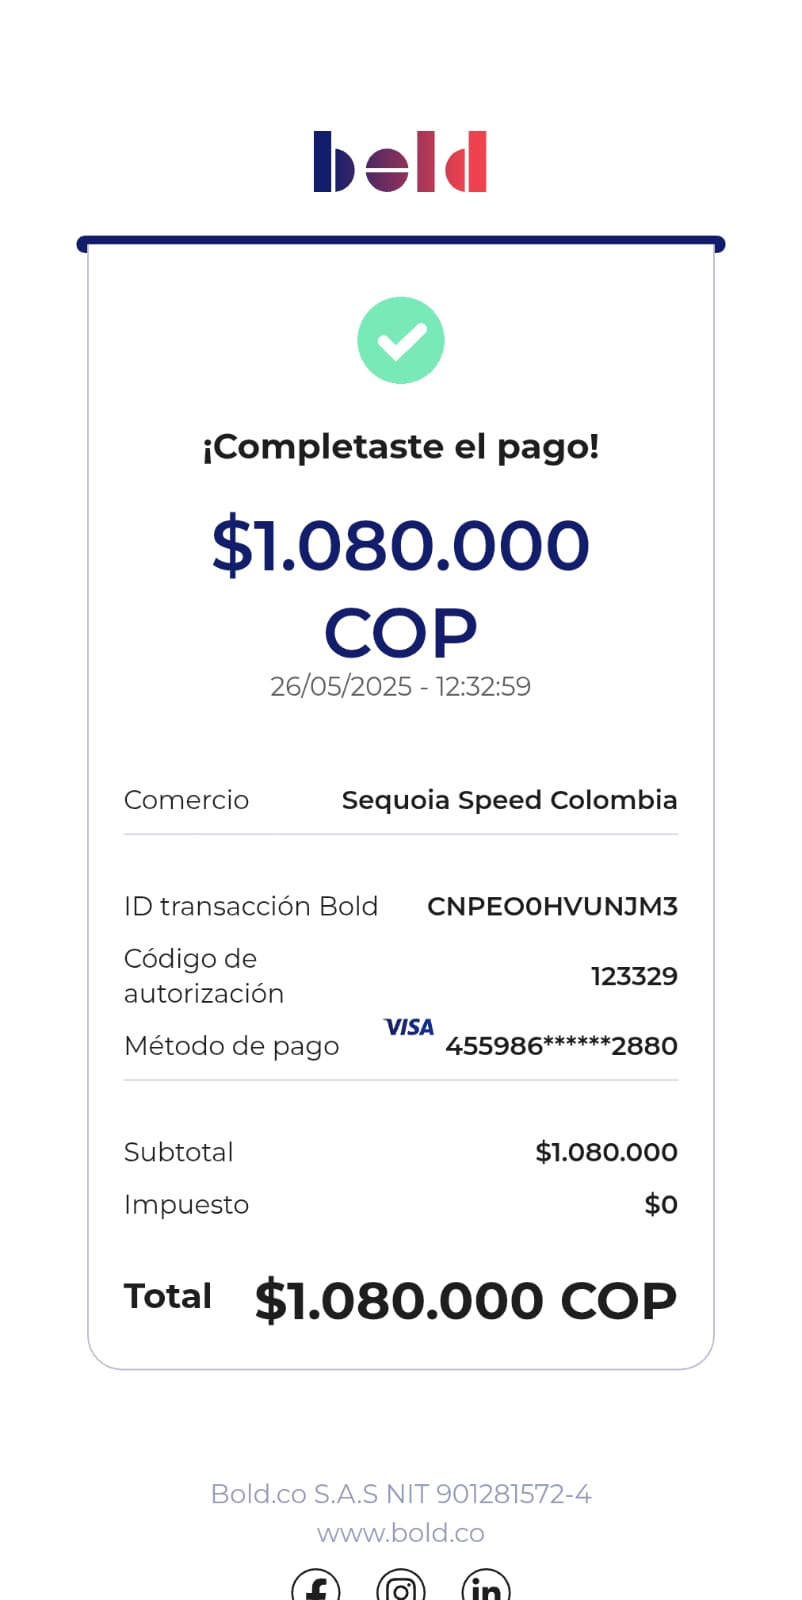 bold
¡Completaste el pago!
$1.080.000
COP
26/05/2025 - 12:32:59
Comercio Sequoia Speed Colombia
ID transacción Bold CNPEO0HVUNJM3
Código de
autorización 123329
Método de pago VISA 455986******2880
Subtotal $1.080.000
Impuesto $0
Total $1.080.000 COP
Bold.co S.A.S NIT 901281572-4
www.bold.co